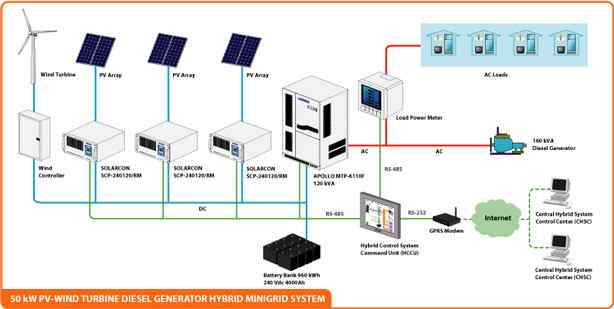 Wind Turbine
PV Array
PV Array
PV Array
AC Loads
Load Power Meter
160 kVA
Diesel Generator
AC
AC
Wind
Controller
SOLARCON
SCP-240120/RM
SOLARCON
SCP-240120/RM
SOLARCON
SCP-240120/RM
APOLLO MTP-6110F
120 kVA
RS-485
DC
RS-485
RS-232
GPRS Modem
Internet
Central Hybrid System
Control Center (CHSC)
Hybrid Control System
Command Unit (HCCU)
Central Hybrid System
Control Center (CHSC)
Battery Bank 960 kWh
240 Vdc 4000Ah
50 kW PV-WIND TURBINE DIESEL GENERATOR HYBRID MINIGRID SYSTEM